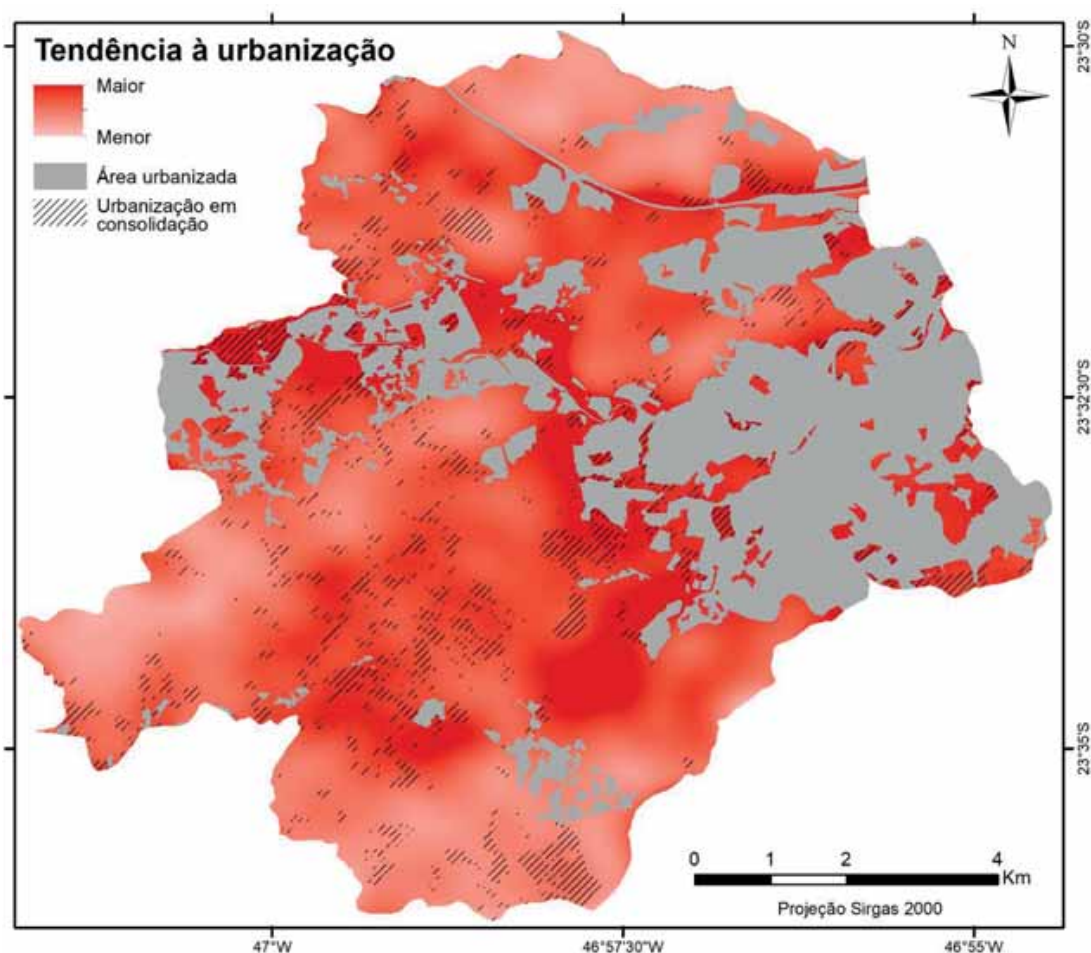 Tendência à urbanização
Maior
Menor
Área urbanizada
Urbanização em
consolidação
N
23°30'S
23°32'30"S
23°35'S
0 1 2 4
Km
Projeção Sirgas 2000
47°W
46°57'30"W
46°55'W